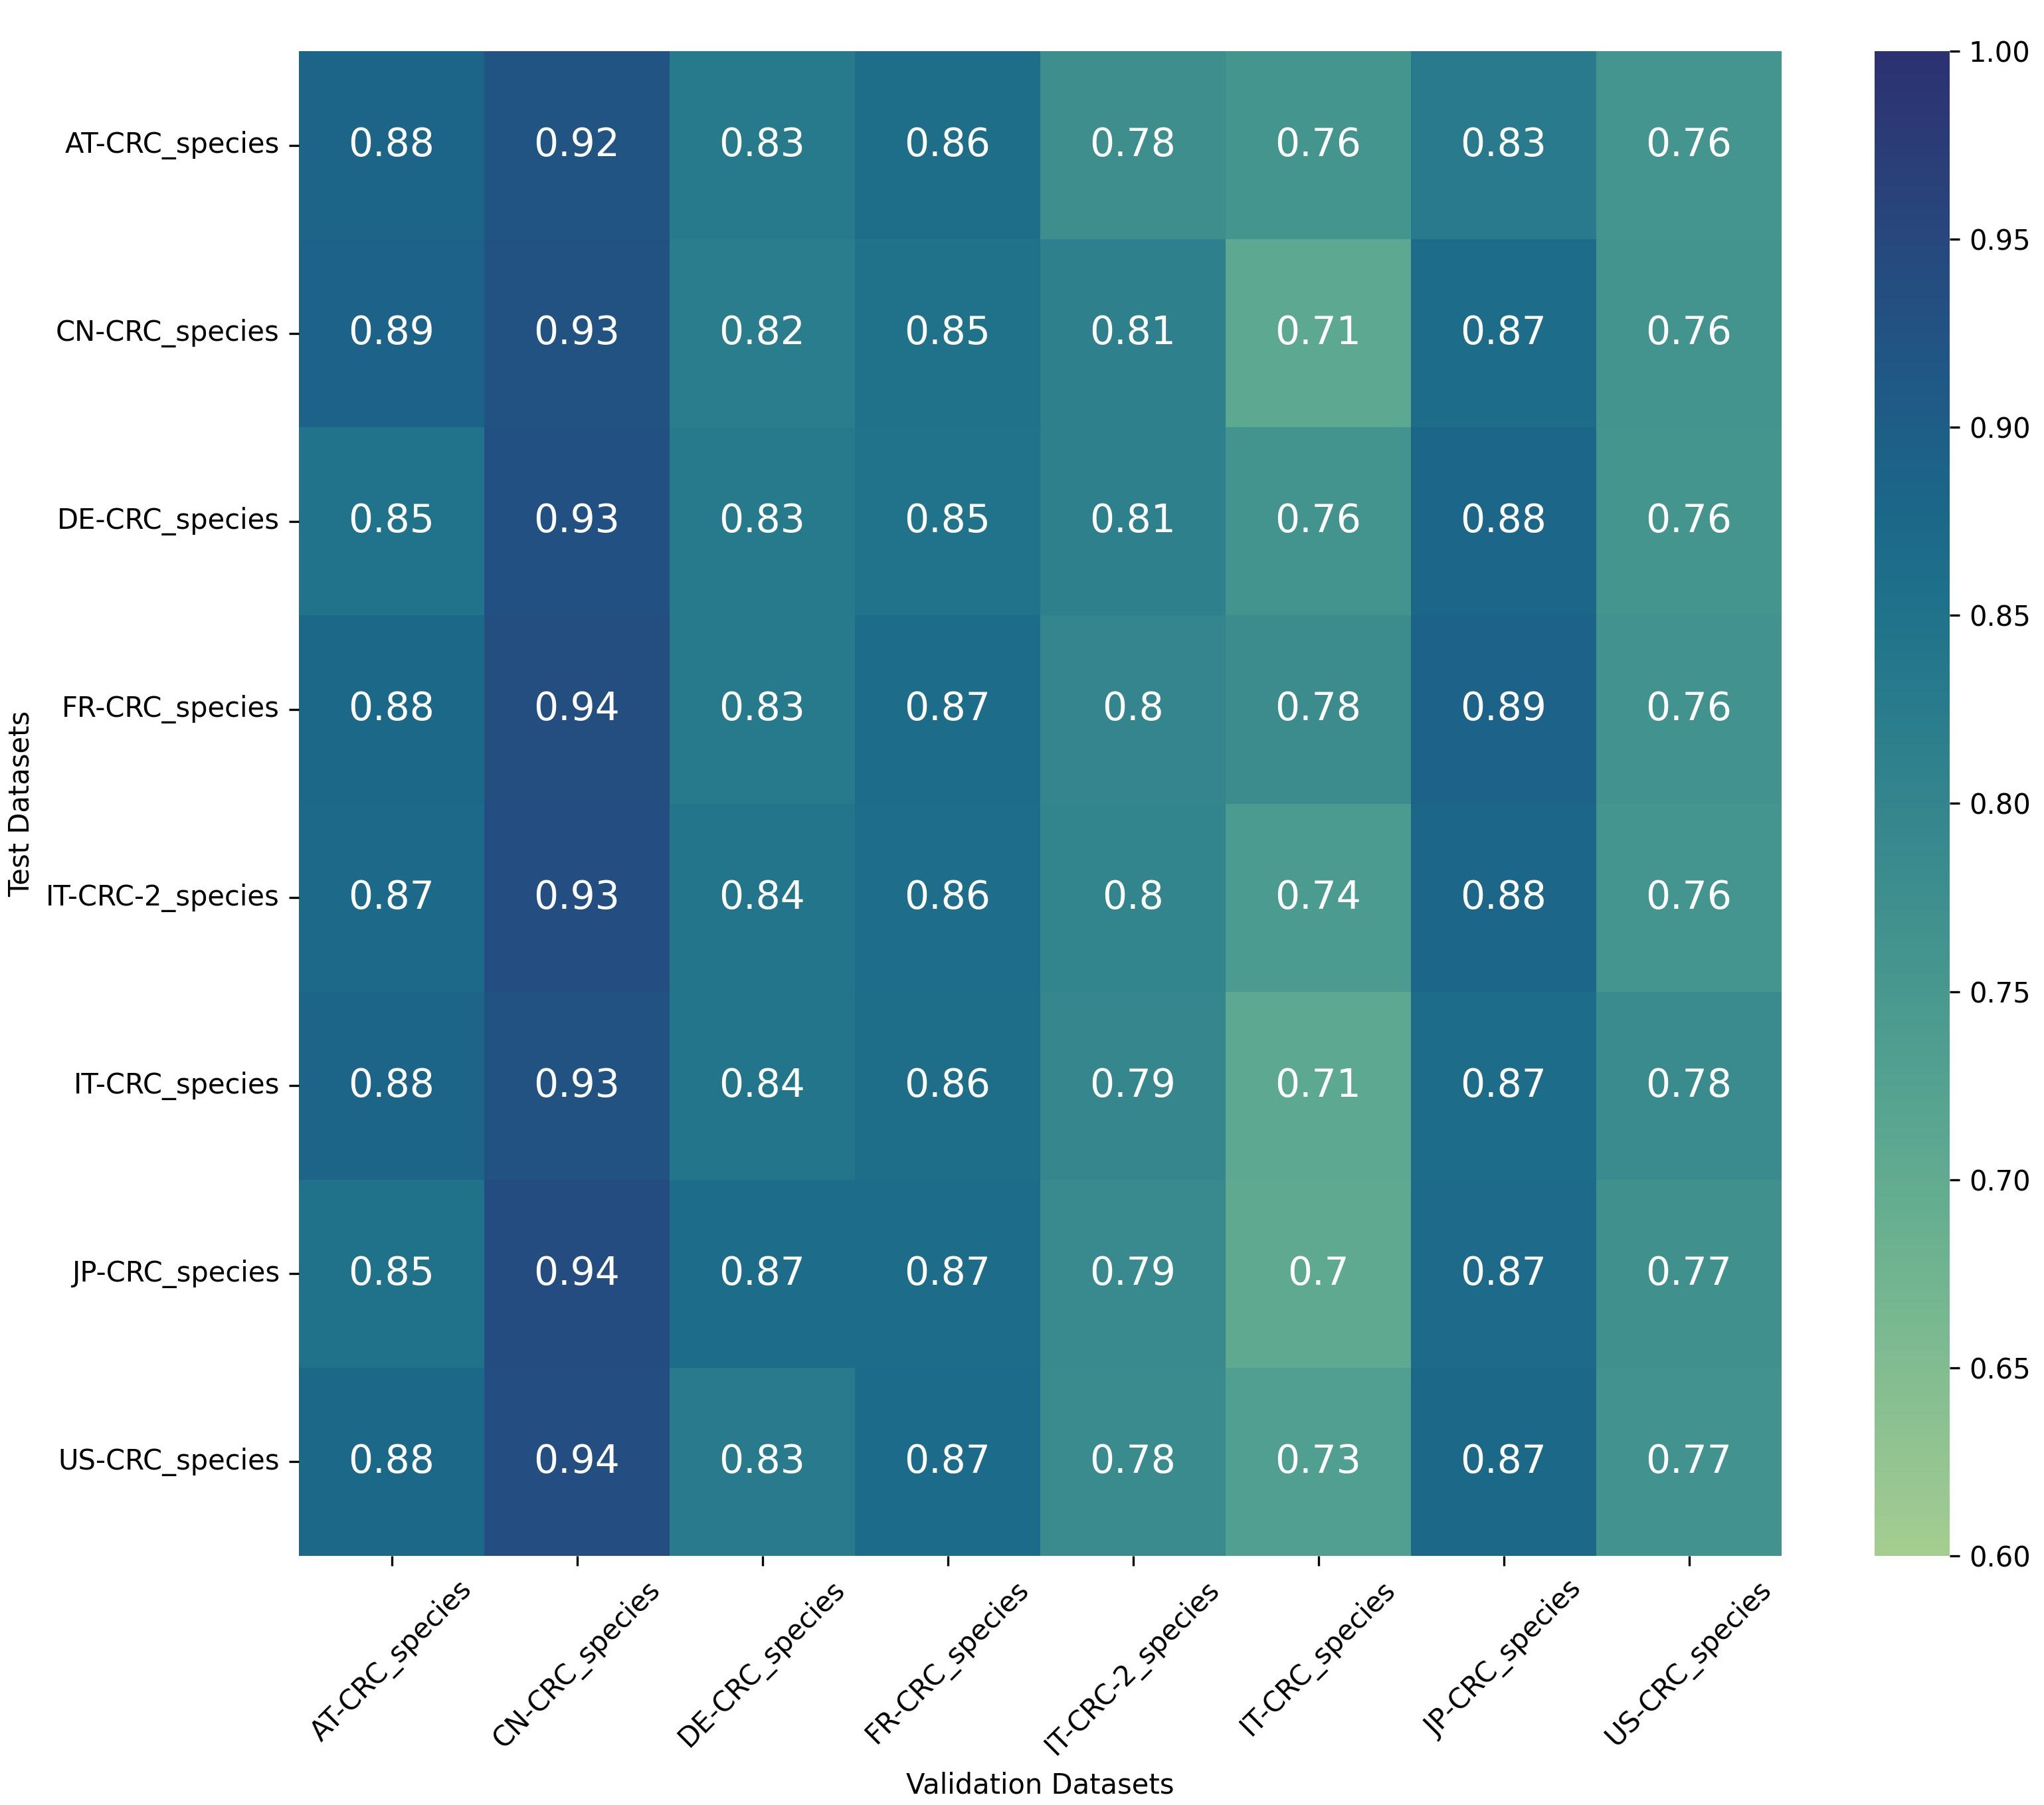 AT-CRC_species 0.88 0.92 0.83 0.86 0.78 0.76 0.83 0.76
CN-CRC_species 0.89 0.93 0.82 0.85 0.81 0.71 0.87 0.76
DE-CRC_species 0.85 0.93 0.83 0.85 0.81 0.76 0.88 0.76
FR-CRC_species 0.88 0.94 0.83 0.87 0.8 0.78 0.89 0.76
IT-CRC-2_species 0.87 0.93 0.84 0.86 0.8 0.74 0.88 0.76
IT-CRC_species 0.88 0.93 0.84 0.86 0.79 0.71 0.87 0.78
JP-CRC_species 0.85 0.94 0.87 0.87 0.79 0.7 0.87 0.77
US-CRC_species 0.88 0.94 0.83 0.87 0.78 0.73 0.87 0.77
Test Datasets
AT-CRC_species
CN-CRC_species
DE-CRC_species
FR-CRC_species
IT-CRC-2_species
IT-CRC_species
JP-CRC_species
US-CRC_species
Validation Datasets
1.00
0.95
0.90
0.85
0.80
0.75
0.70
0.65
0.60